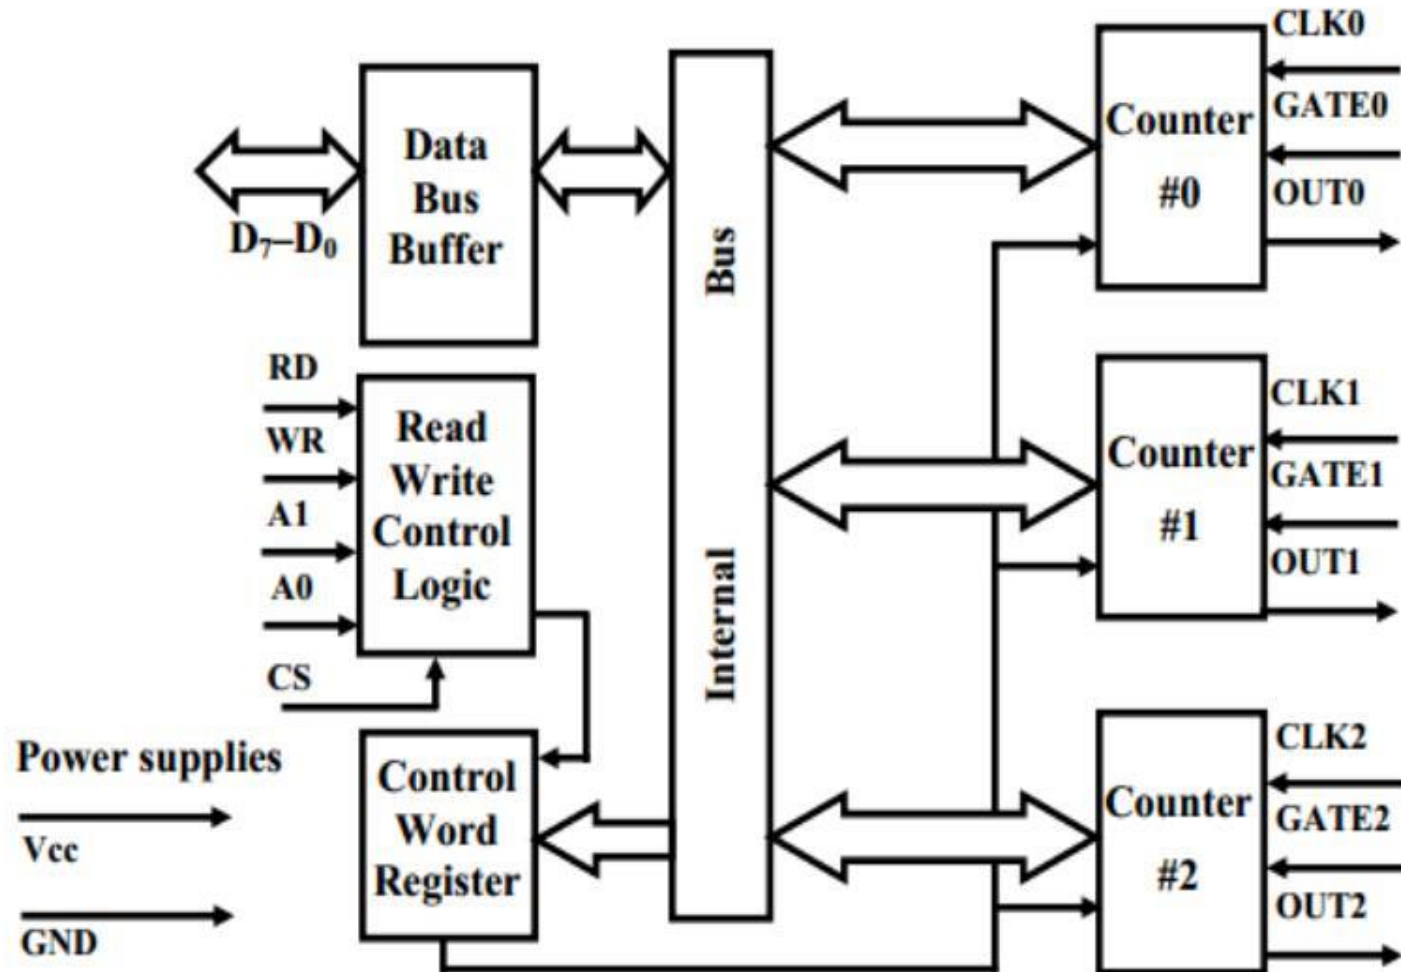 Data
Bus
Buffer
D₇–D₀
RD
WR
A1
A0
CS
Read
Write
Control
Logic
Power supplies
Vcc
GND
Control
Word
Register
Internal Bus
Counter
#0
CLK0
GATE0
OUT0
Counter
#1
CLK1
GATE1
OUT1
Counter
#2
CLK2
GATE2
OUT2